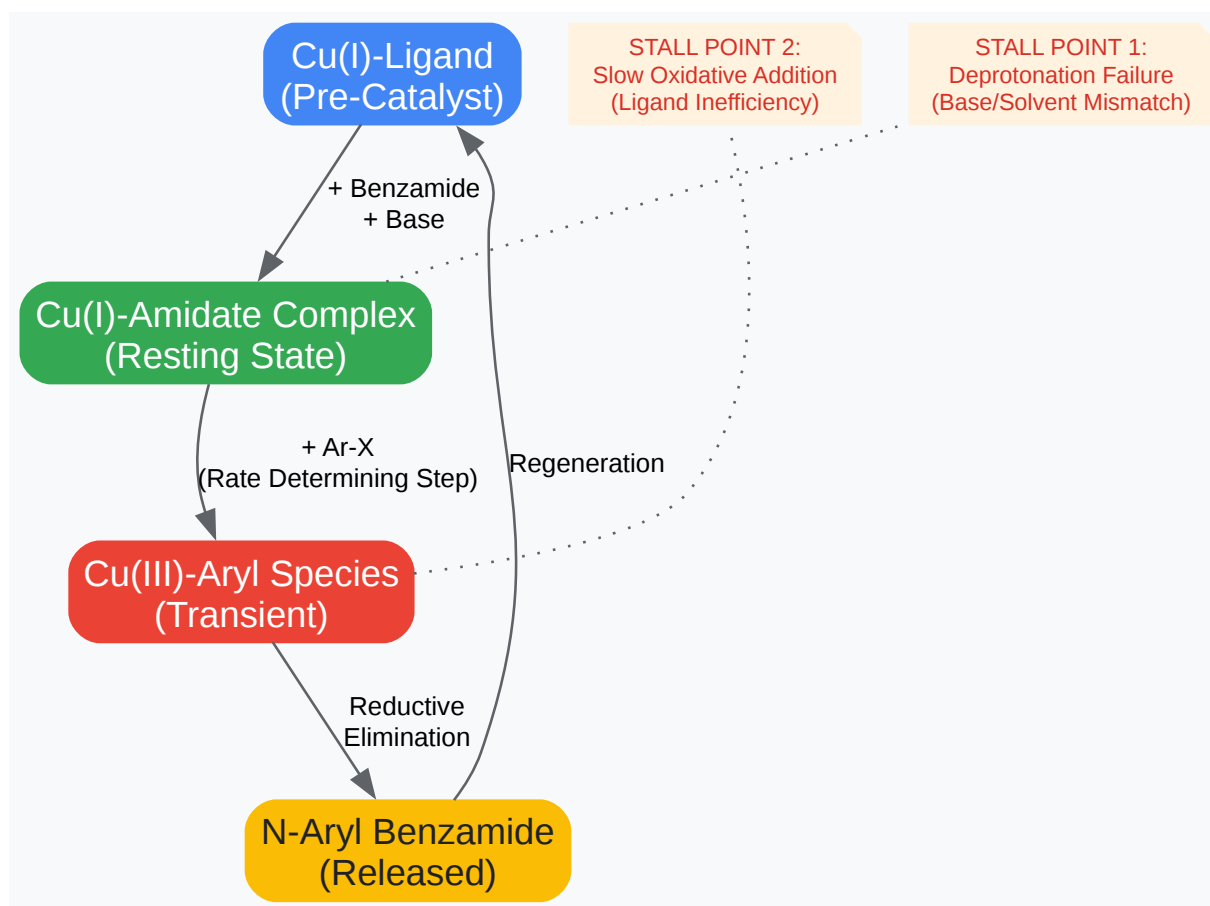 Cu(I)-Ligand
(Pre-Catalyst)
STALL POINT 2:
Slow Oxidative Addition
(Ligand Inefficiency)
STALL POINT 1:
Deprotonation Failure
(Base/Solvent Mismatch)
+ Benzamide
+ Base
Cu(I)-Amidate Complex
(Resting State)
+ Ar-X
(Rate Determining Step)
Regeneration
Cu(III)-Aryl Species
(Transient)
Reductive
Elimination
N-Aryl Benzamide
(Released)